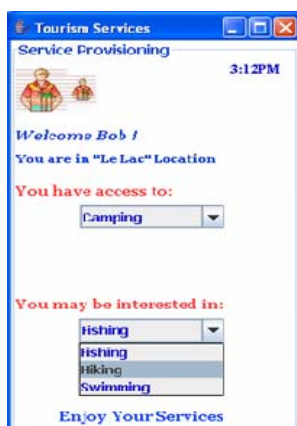 Tourism Services
Service Provisioning
3:12PM
Welcome Bob !
You are in "Le Lac" Location
You have access to:
Camping
You may be interested in:
Fishing
Fishing
Hiking
Swimming
Enjoy Your Services